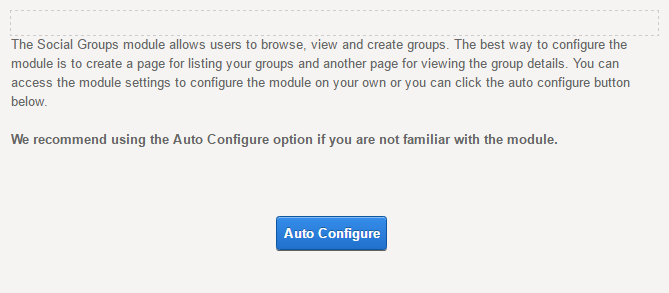 The Social Groups module allows users to browse, view and create groups. The best way to configure the
module is to create a page for listing your groups and another page for viewing the group details. You can
access the module settings to configure the module on your own or you can click the auto configure button
below.
We recommend using the Auto Configure option if you are not familiar with the module.
Auto Configure